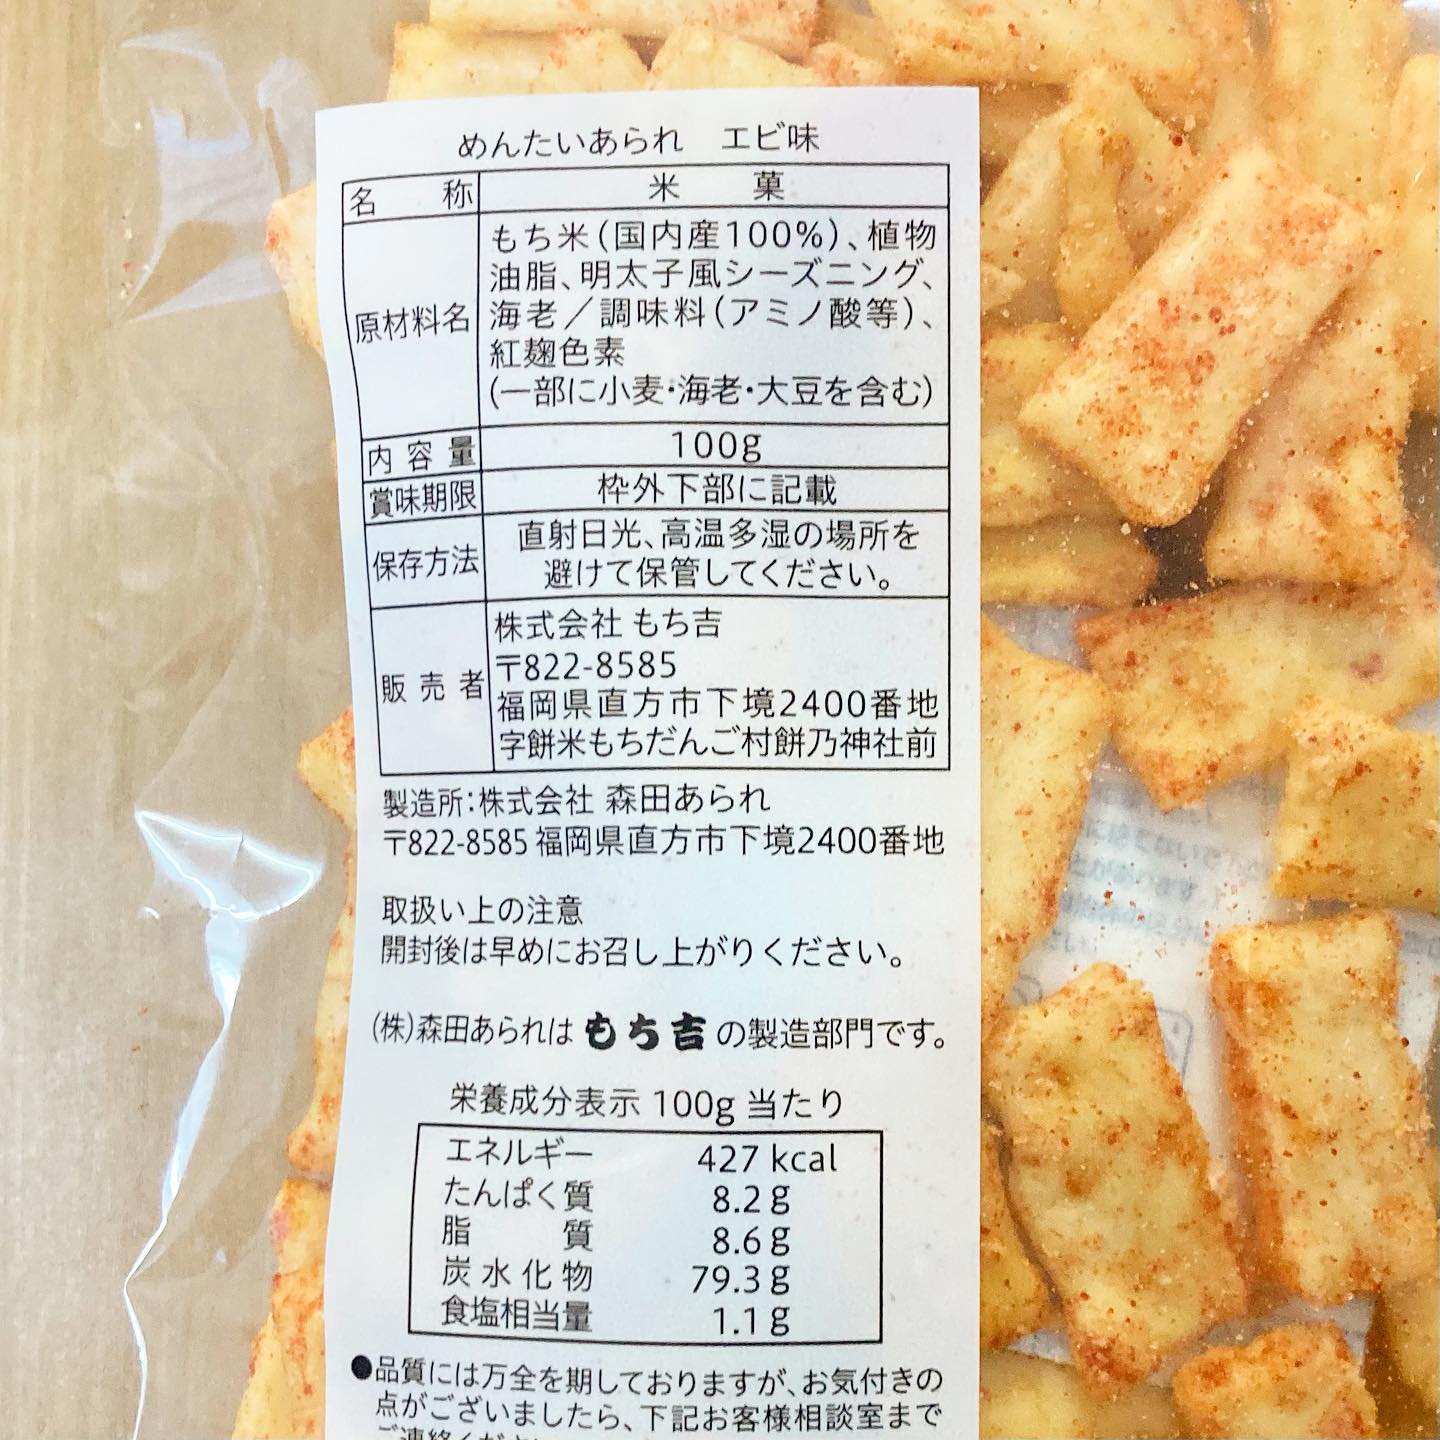 めんたいあられ　エビ味
名称 米菓
原材料名 もち米(国内産100%)、植物
油脂、明太子風シーズニング、
海老／調味料(アミノ酸等)、
紅麹色素
(一部に小麦・海老・大豆を含む)
内容量 100g
賞味期限 枠外下部に記載
保存方法 直射日光、高温多湿の場所を
避けて保管してください。
販売者 株式会社 もち吉
〒822-8585
福岡県直方市下境2400番地
字餅米もちだんご村餅乃神社前
製造所:株式会社 森田あられ
〒822-8585 福岡県直方市下境2400番地
取扱い上の注意
開封後は早めにお召し上がりください。
(株)森田あられは もち吉 の製造部門です。
栄養成分表示 100g 当たり
エネルギー 427 kcal
たんぱく質 8.2 g
脂質 8.6 g
炭水化物 79.3 g
食塩相当量 1.1 g
●品質には万全を期しておりますが、お気付きの
点がございましたら、下記お客様相談室まで